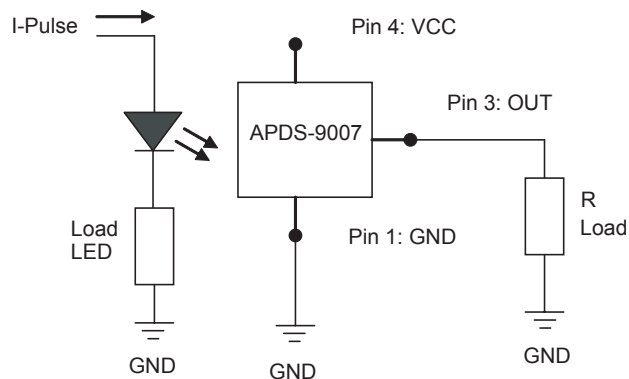 I-Pulse
Pin 4: VCC
Pin 3: OUT
APDS-9007
R
Load
Load
LED
Pin 1: GND
GND
GND
GND